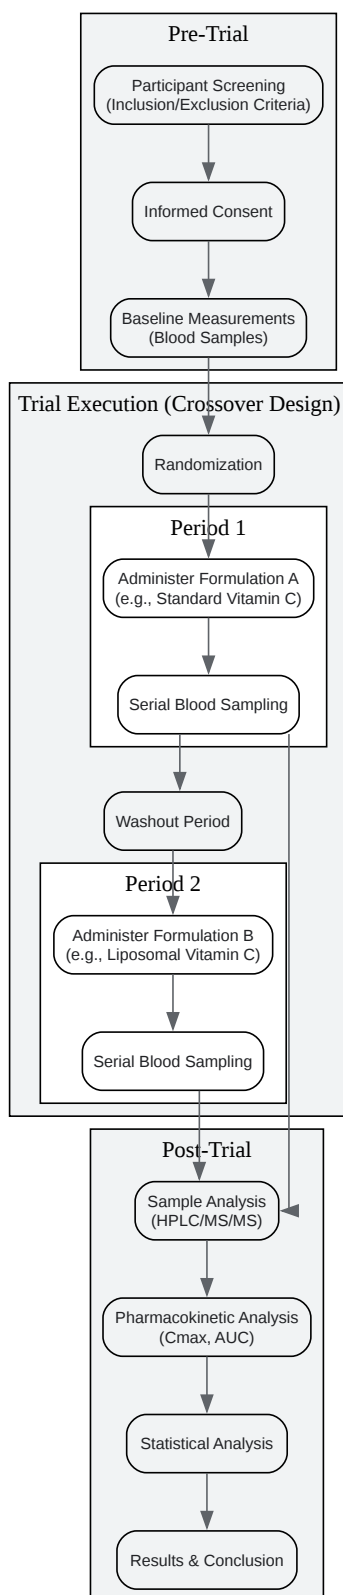 Pre-Trial
Participant Screening
(Inclusion/Exclusion Criteria)
Informed Consent
Baseline Measurements
(Blood Samples)
Trial Execution (Crossover Design)
Randomization
Period 1
Administer Formulation A
(e.g., Standard Vitamin C)
Serial Blood Sampling
Washout Period
Period 2
Administer Formulation B
(e.g., Liposomal Vitamin C)
Serial Blood Sampling
Post-Trial
Sample Analysis
(HPLC/MS/MS)
Pharmacokinetic Analysis
(Cmax, AUC)
Statistical Analysis
Results & Conclusion